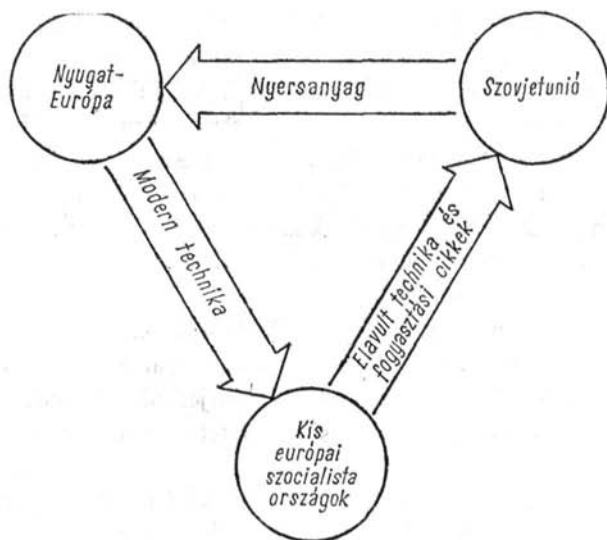 Nyugat-
Európa
Nyersanyag
Szovjetunió
Modern technika
Elavult technika és
fogyasztási cikkek
Kis
európai
szocialista
országok